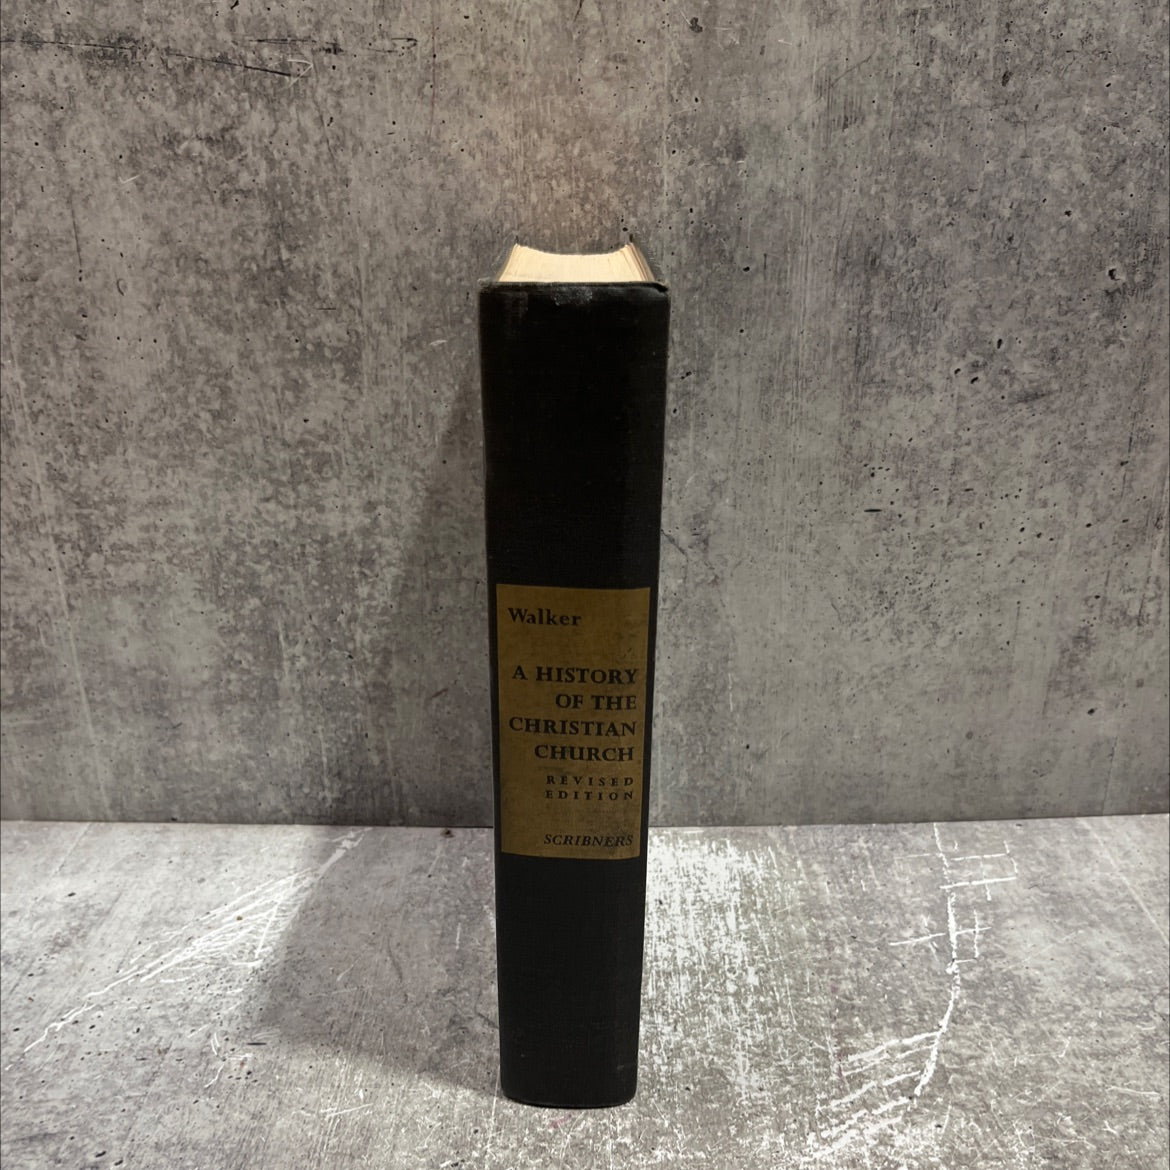 Walker
A HISTORY
OF THE
CHRISTIAN
CHURCH
REVISED
EDITION
SCRIBNERS